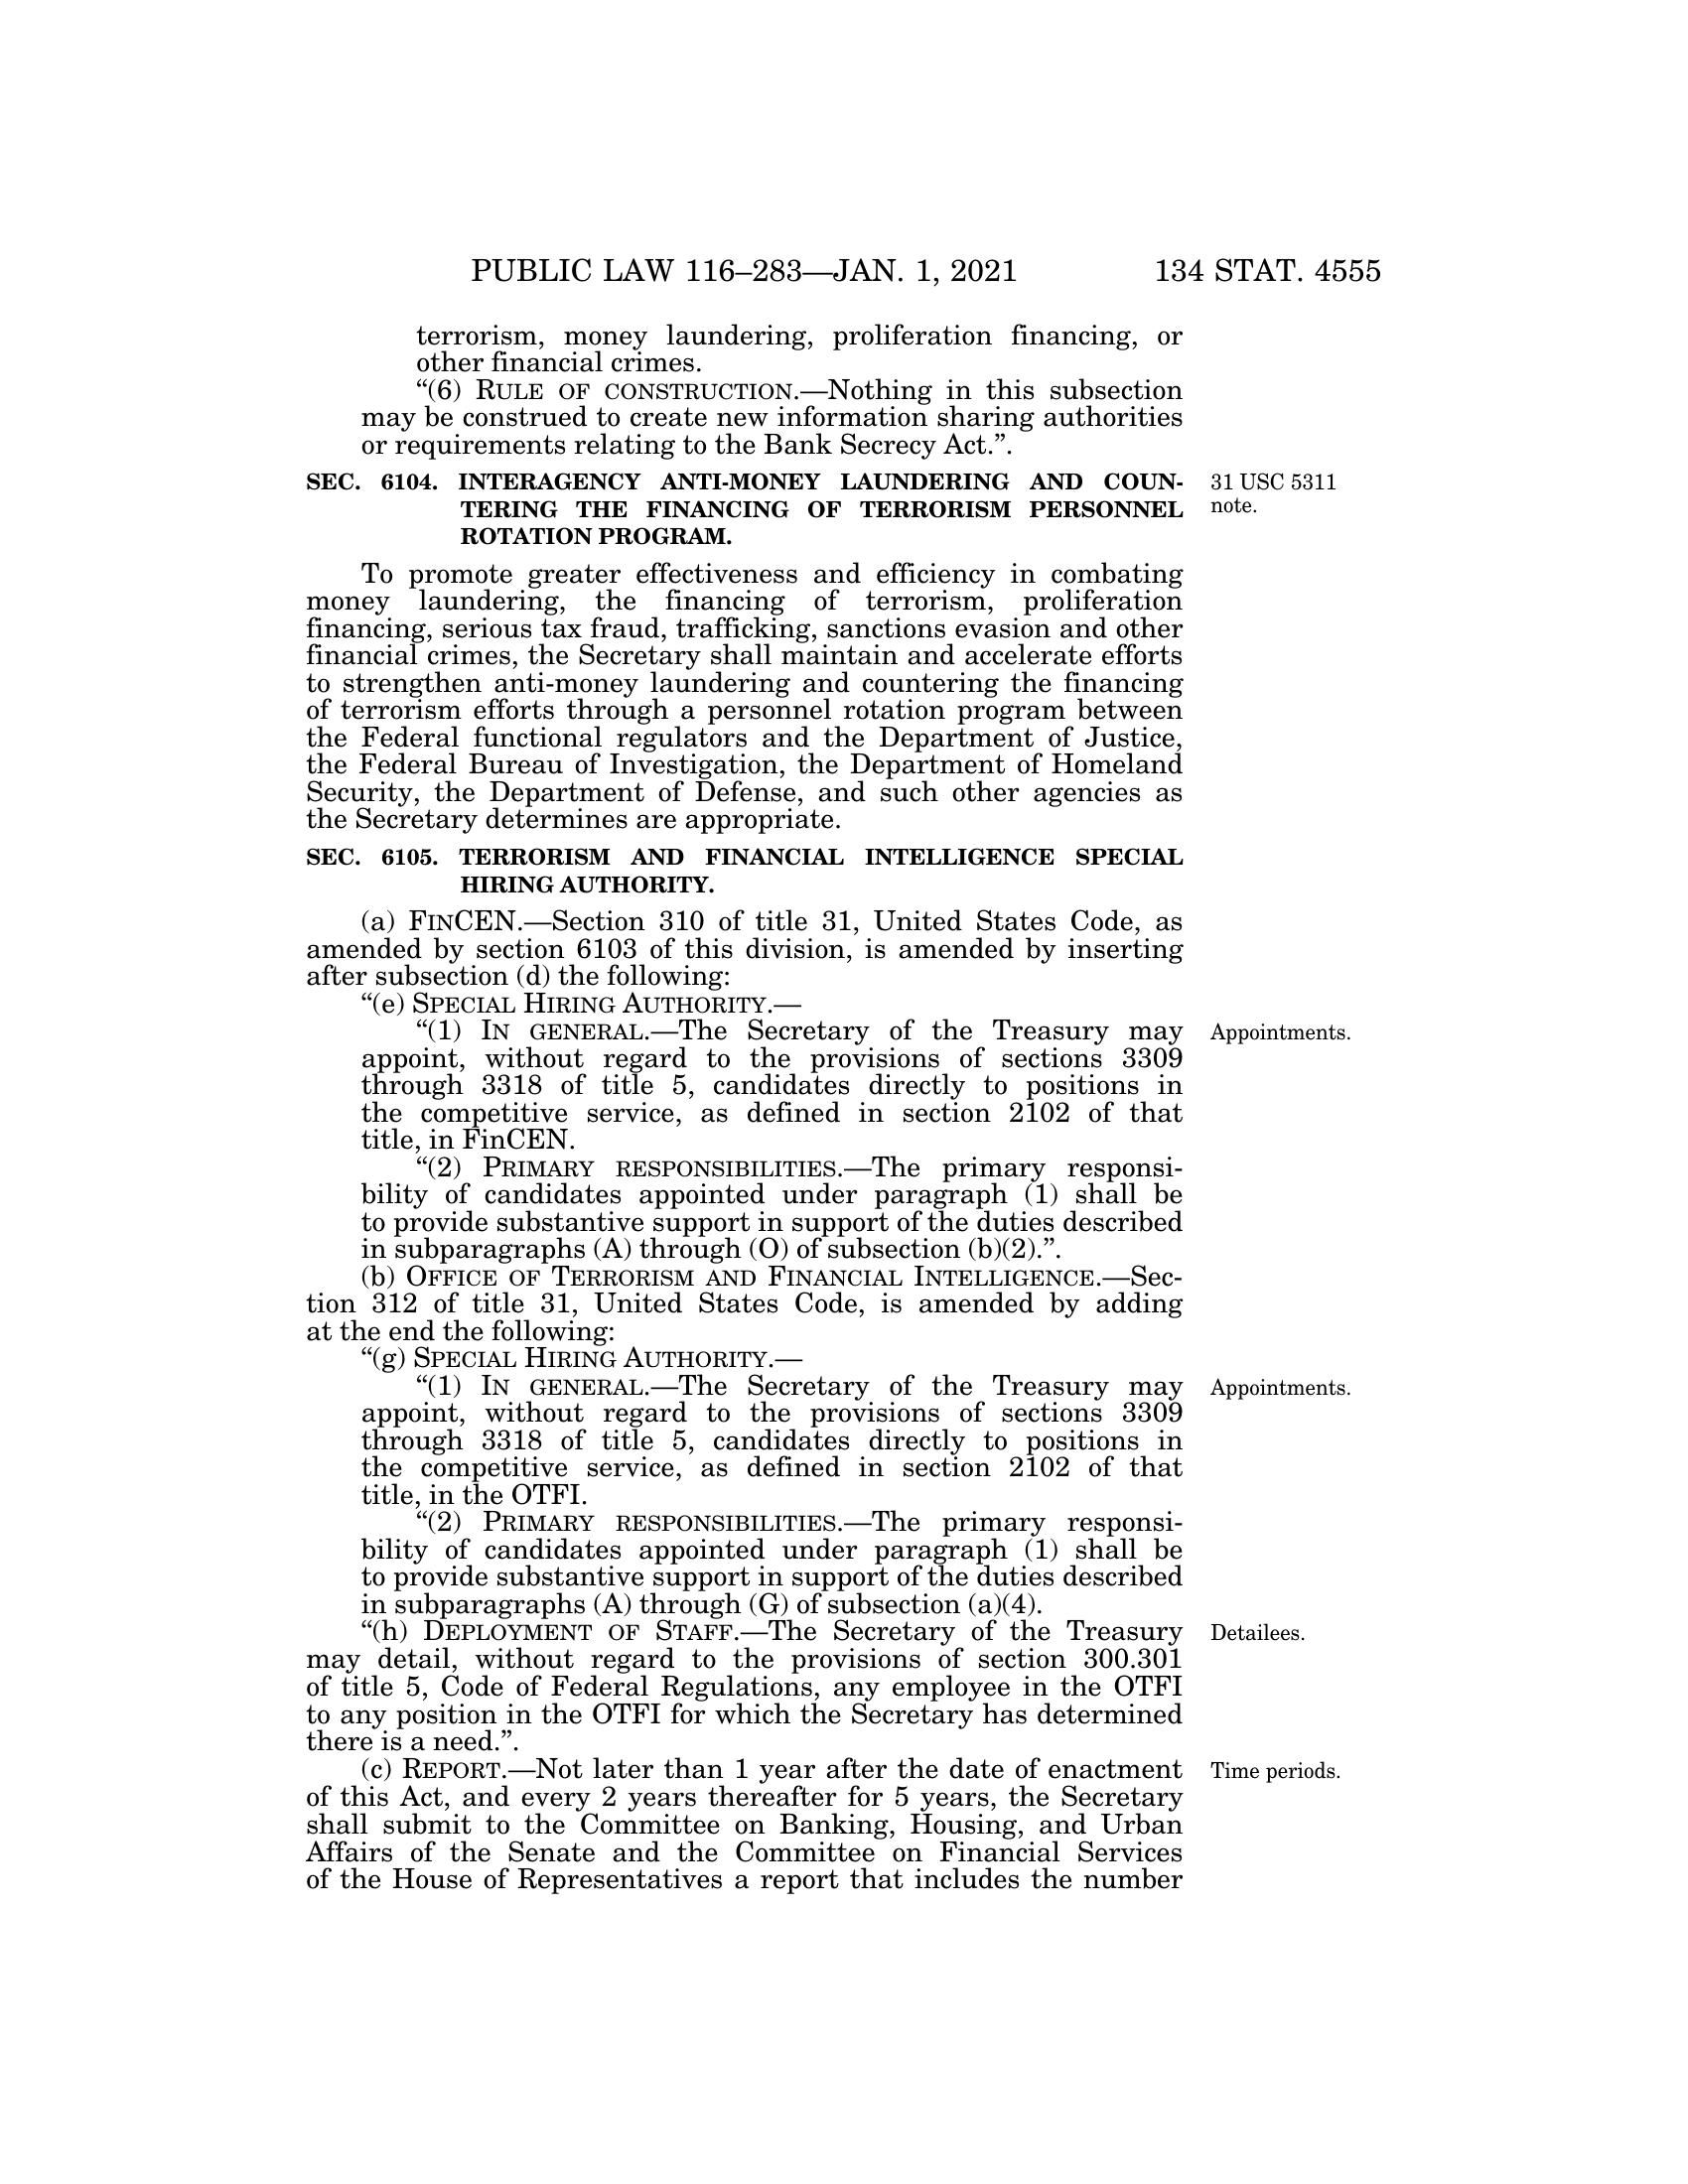 PUBLIC LAW 116–283—JAN. 1, 2021 134 STAT. 4555
terrorism, money laundering, proliferation financing, or
other financial crimes.
“(6) RULE OF CONSTRUCTION.—Nothing in this subsection
may be construed to create new information sharing authorities
or requirements relating to the Bank Secrecy Act.”.
SEC. 6104. INTERAGENCY ANTI-MONEY LAUNDERING AND COUN-
TERING THE FINANCING OF TERRORISM PERSONNEL
ROTATION PROGRAM.
31 USC 5311
note.
To promote greater effectiveness and efficiency in combating
money laundering, the financing of terrorism, proliferation
financing, serious tax fraud, trafficking, sanctions evasion and other
financial crimes, the Secretary shall maintain and accelerate efforts
to strengthen anti-money laundering and countering the financing
of terrorism efforts through a personnel rotation program between
the Federal functional regulators and the Department of Justice,
the Federal Bureau of Investigation, the Department of Homeland
Security, the Department of Defense, and such other agencies as
the Secretary determines are appropriate.
SEC. 6105. TERRORISM AND FINANCIAL INTELLIGENCE SPECIAL
HIRING AUTHORITY.
(a) FINCEN.—Section 310 of title 31, United States Code, as
amended by section 6103 of this division, is amended by inserting
after subsection (d) the following:
“(e) SPECIAL HIRING AUTHORITY.—
“(1) IN GENERAL.—The Secretary of the Treasury may
Appointments.
appoint, without regard to the provisions of sections 3309
through 3318 of title 5, candidates directly to positions in
the competitive service, as defined in section 2102 of that
title, in FinCEN.
“(2) PRIMARY RESPONSIBILITIES.—The primary responsi-
bility of candidates appointed under paragraph (1) shall be
to provide substantive support in support of the duties described
in subparagraphs (A) through (O) of subsection (b)(2).”.
(b) OFFICE OF TERRORISM AND FINANCIAL INTELLIGENCE.—Sec-
tion 312 of title 31, United States Code, is amended by adding
at the end the following:
“(g) SPECIAL HIRING AUTHORITY.—
“(1) IN GENERAL.—The Secretary of the Treasury may
Appointments.
appoint, without regard to the provisions of sections 3309
through 3318 of title 5, candidates directly to positions in
the competitive service, as defined in section 2102 of that
title, in the OTFI.
“(2) PRIMARY RESPONSIBILITIES.—The primary responsi-
bility of candidates appointed under paragraph (1) shall be
to provide substantive support in support of the duties described
in subparagraphs (A) through (G) of subsection (a)(4).
“(h) DEPLOYMENT OF STAFF.—The Secretary of the Treasury
Detailees.
may detail, without regard to the provisions of section 300.301
of title 5, Code of Federal Regulations, any employee in the OTFI
to any position in the OTFI for which the Secretary has determined
there is a need.”.
(c) REPORT.—Not later than 1 year after the date of enactment
Time periods.
of this Act, and every 2 years thereafter for 5 years, the Secretary
shall submit to the Committee on Banking, Housing, and Urban
Affairs of the Senate and the Committee on Financial Services
of the House of Representatives a report that includes the number